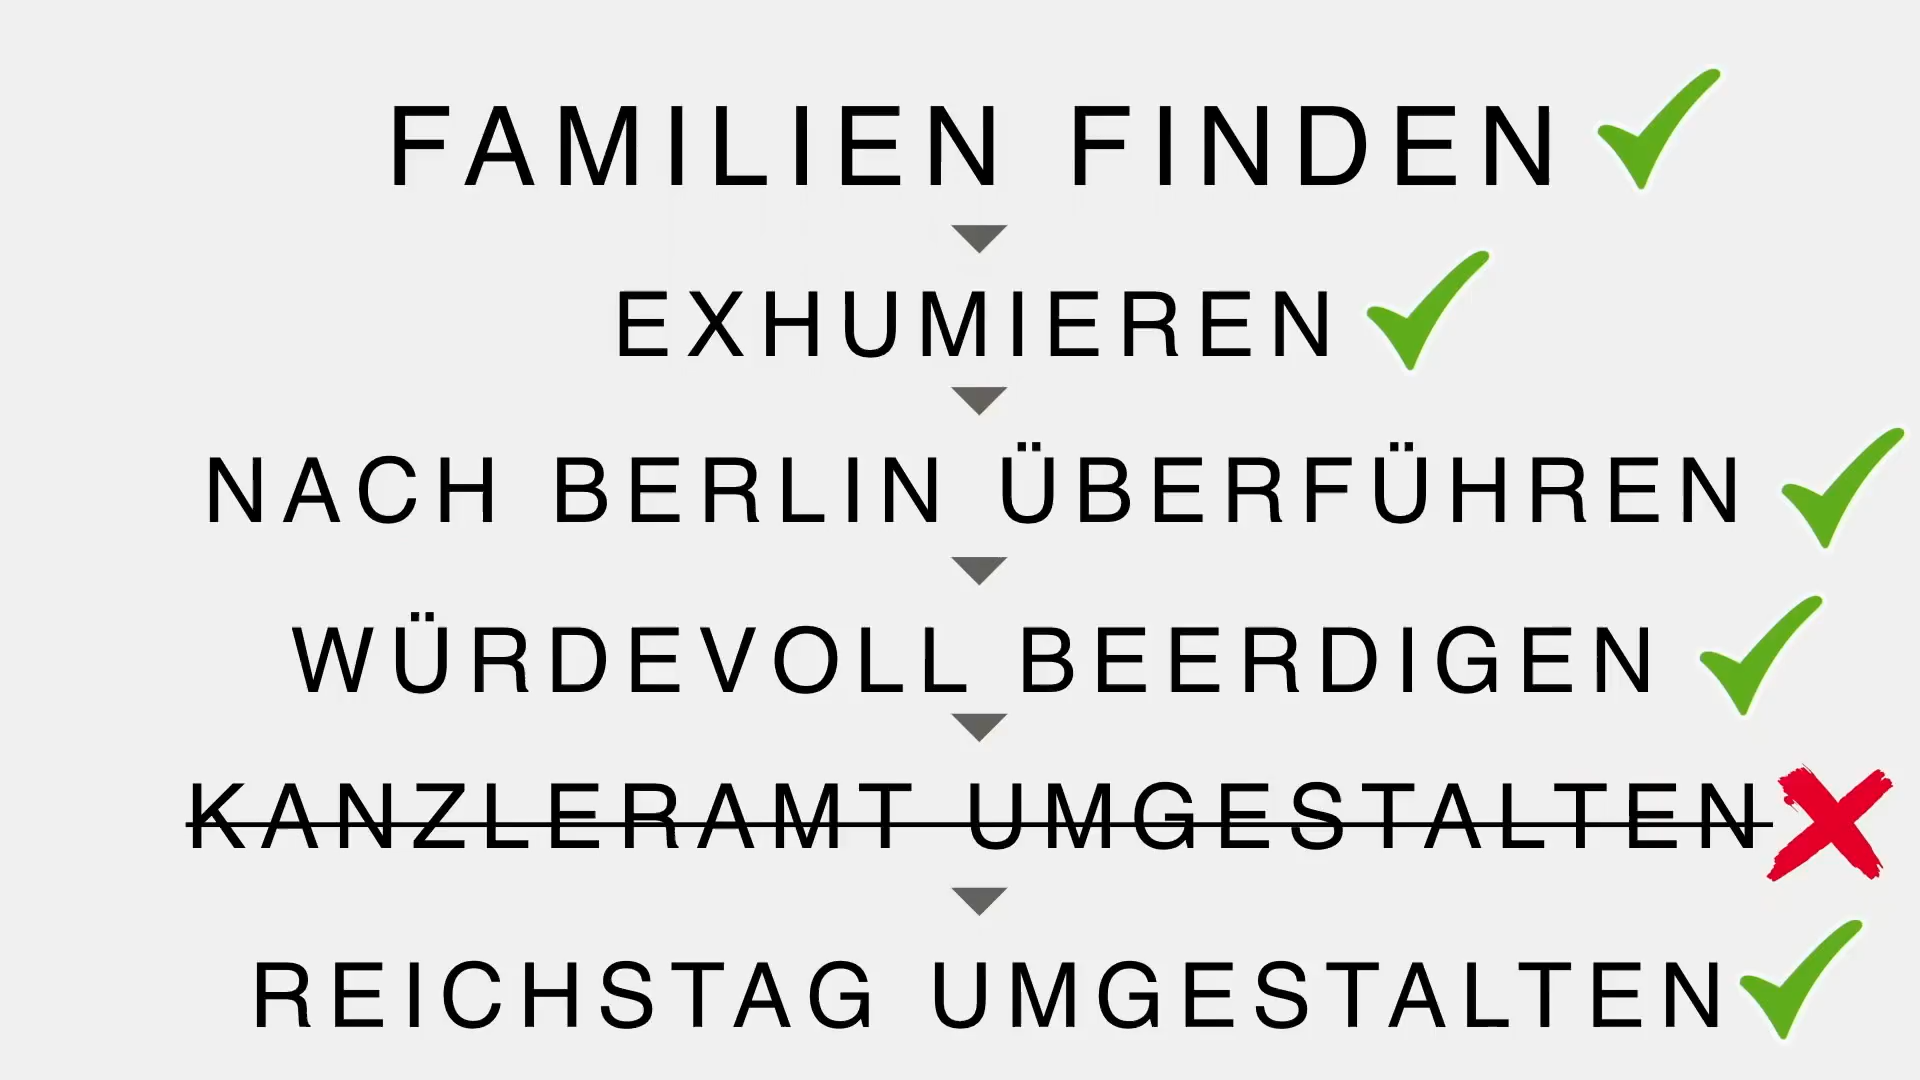 FAMILIEN FINDEN
EXHUMIEREN
NACH BERLIN ÜBERFÜHREN
WÜRDEVOLL BEERDIGEN
KANZLERAMT UMGESTALTEN
REICHSTAG UMGESTALTEN